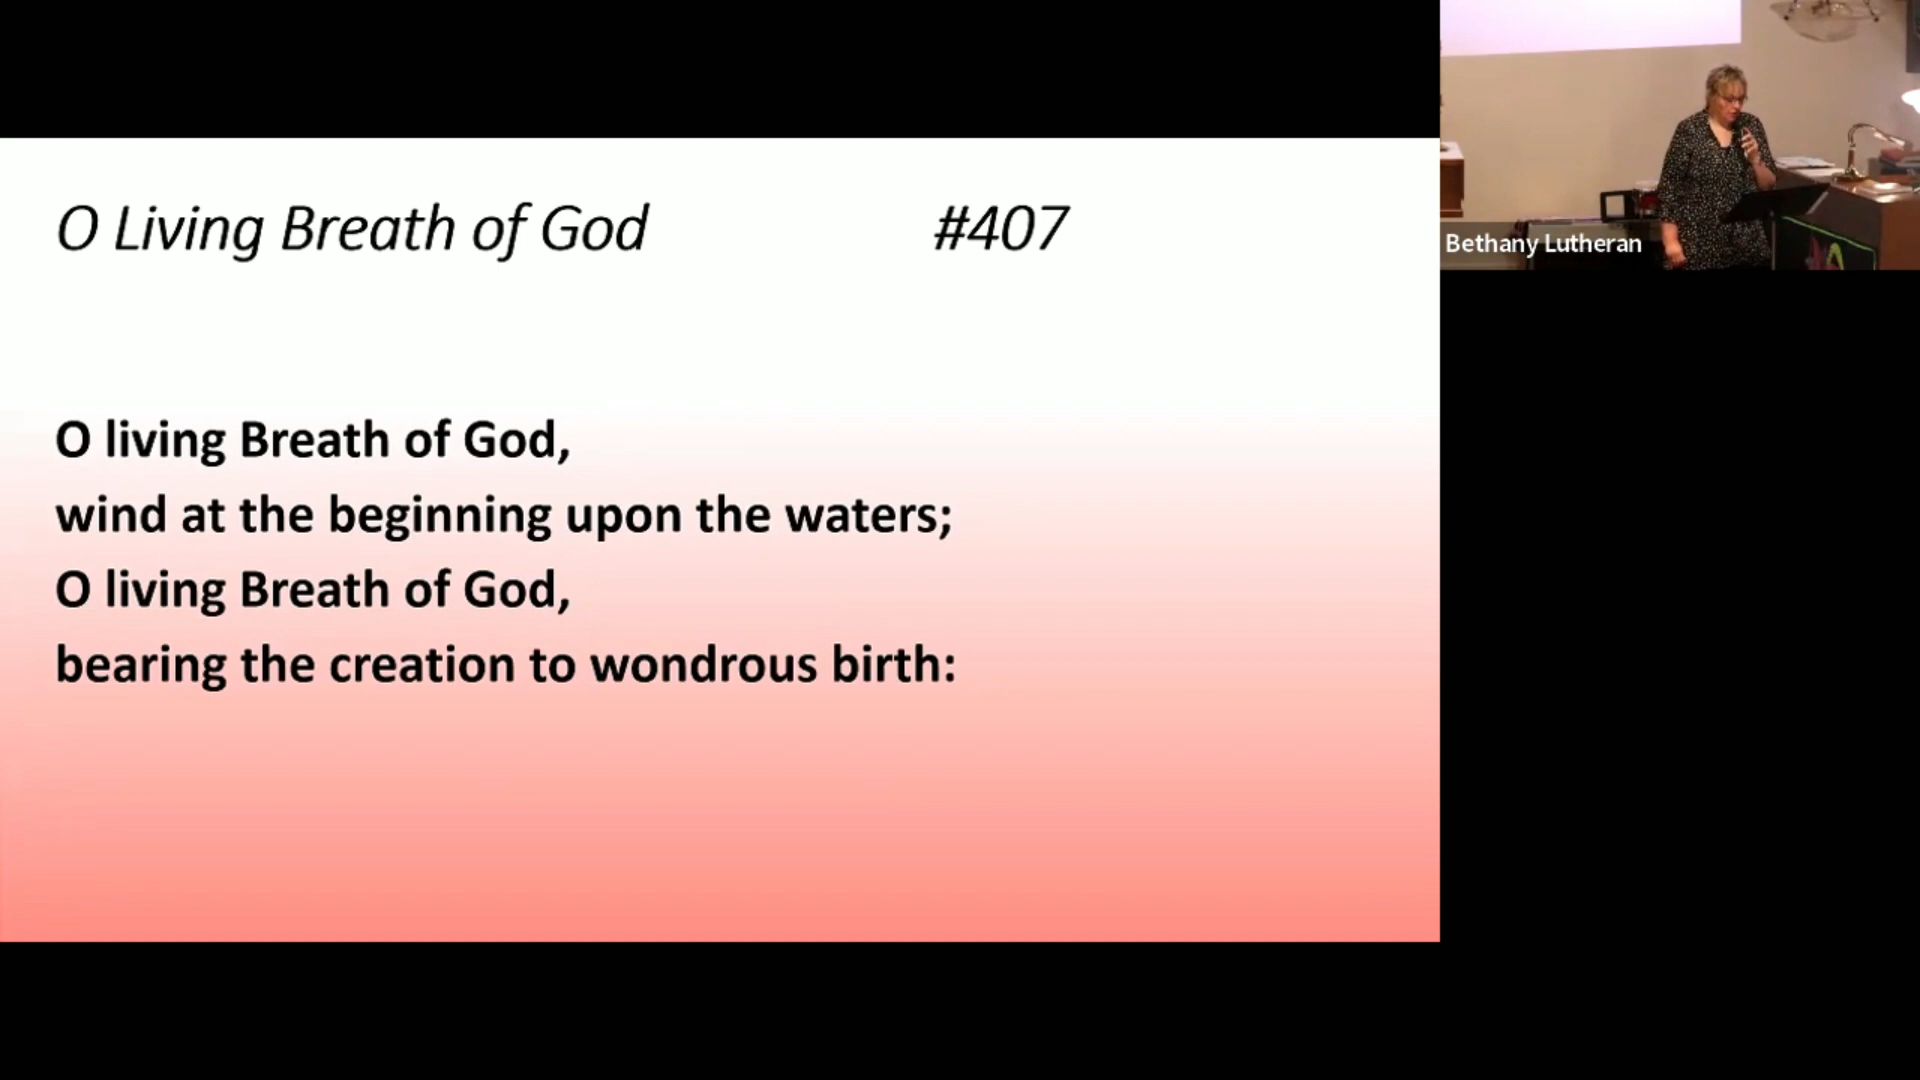 O Living Breath of God #407
O living Breath of God,
wind at the beginning upon the waters;
O living Breath of God,
bearing the creation to wondrous birth:
Bethany Lutheran